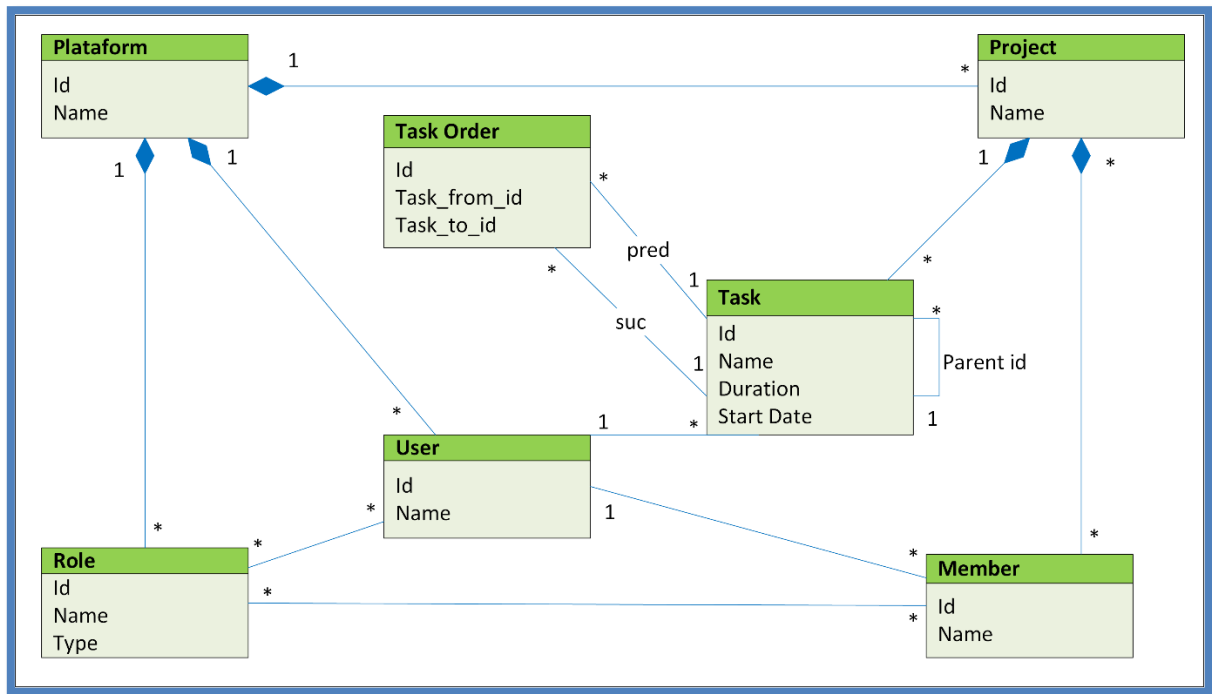 Plataform
Id
Name
1
*
Project
Id
Name
1
1
1
*
Task Order
Id
Task_from_id
Task_to_id
*
pred
1
*
suc
1
*
Task
Id
Name
Duration
Start Date
*
Parent id
1
*
1
*
User
Id
Name
*
*
1
*
Role
Id
Name
Type
*
*
*
*
Member
Id
Name